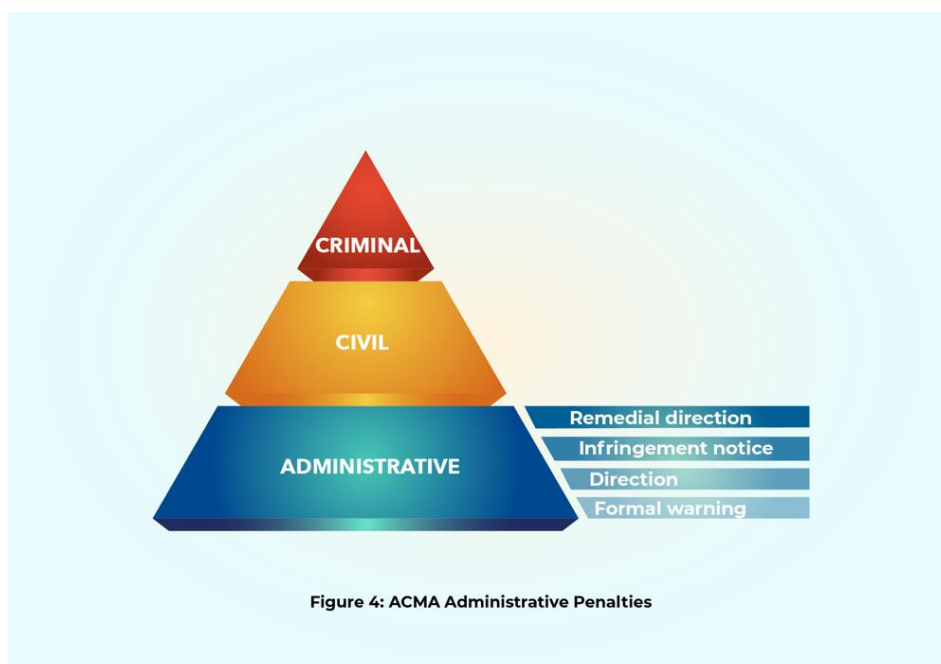 CRIMINAL
CIVIL
ADMINISTRATIVE
Remedial direction
Infringement notice
Direction
Formal warning
Figure 4: ACMA Administrative Penalties